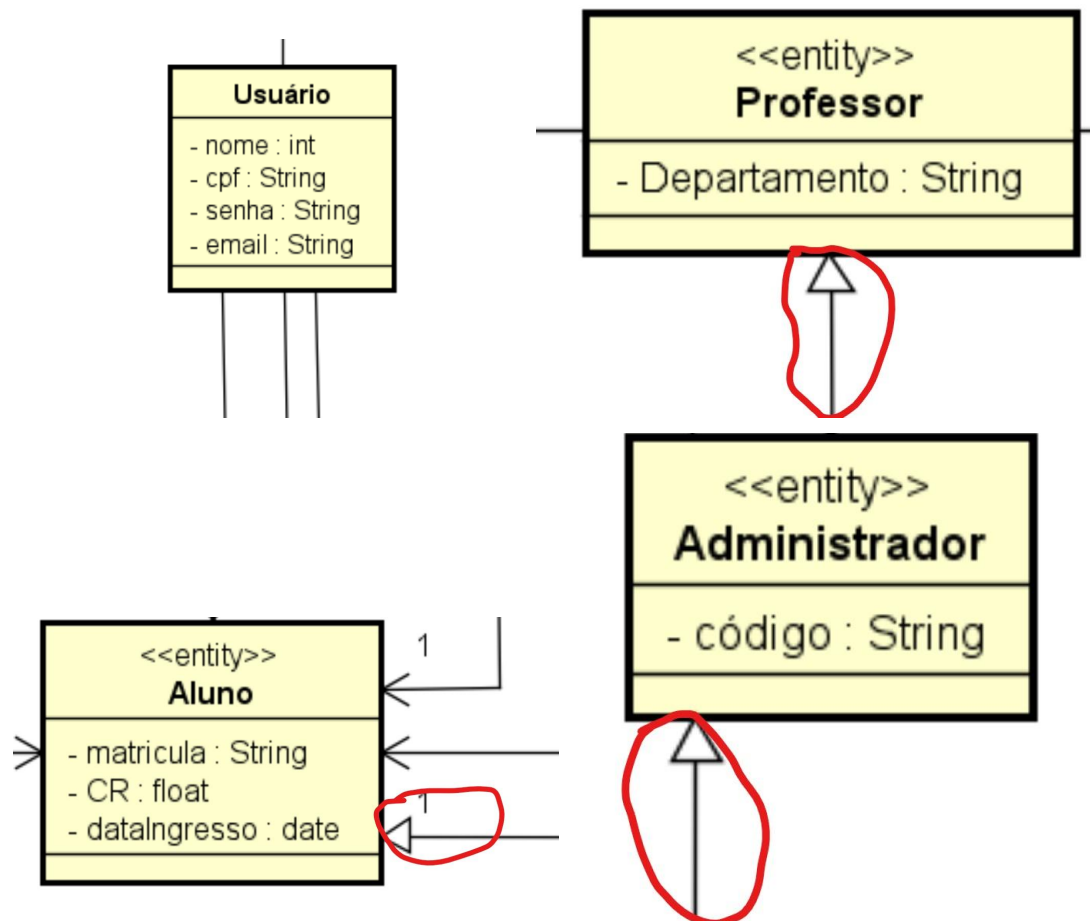 Usuário
- nome : int
- cpf : String
- senha : String
- email : String
<<entity>>
Professor
- Departamento : String
<<entity>>
Aluno
- matricula : String
- CR : float
- dataIngresso : date
1
1
<<entity>>
Administrador
- código : String